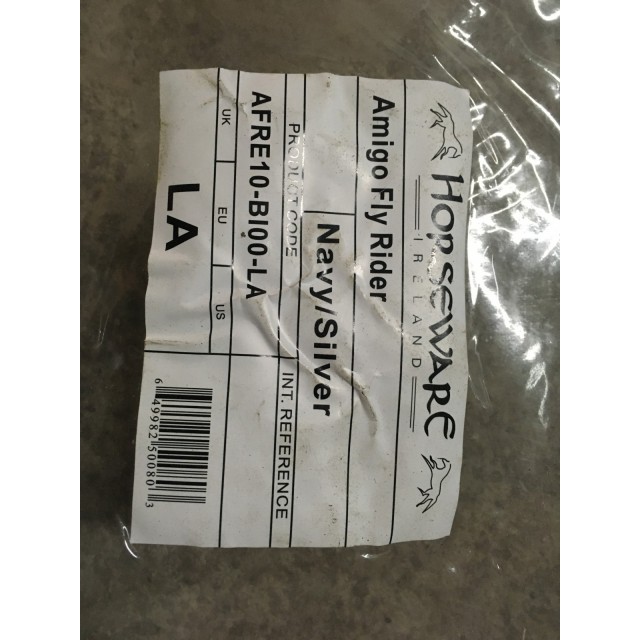 HORSEWARE
IRELAND
Amigo Fly Rider
Navy/Silver
PRODUCT CODE
INT. REFERENCE
AFRE10-BI00-LA
UK
EU
US
LA
6 49982 50080 3